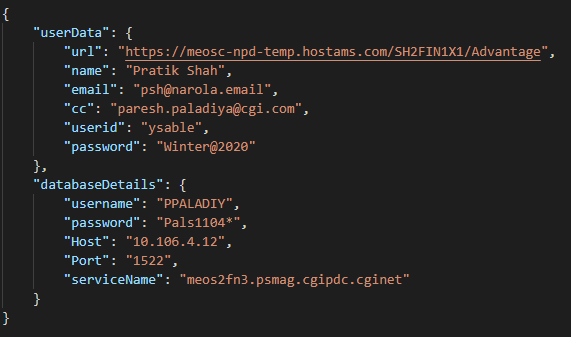 {
"userData": {
"url": "https://meosc-npd-temp.hostams.com/SH2FIN1X1/Advantage",
"name": "Pratik Shah",
"email": "psh@narola.email",
"cc": "paresh.paladiya@cgi.com",
"userid": "ysable",
"password": "Winter@2020"
},
"databaseDetails": {
"username": "PPALADIY",
"password": "Pals1104*",
"Host": "10.106.4.12",
"Port": "1522",
"serviceName": "meos2fn3.psmag.cgipdc.cginet"
}
}